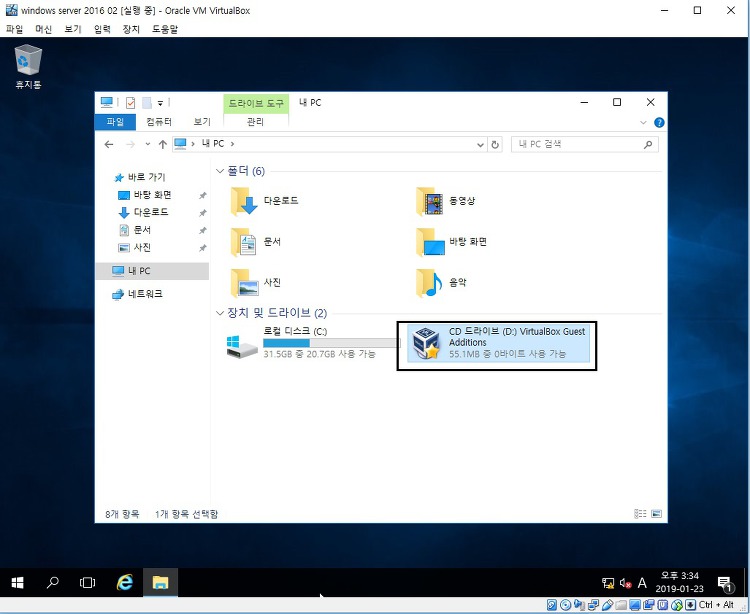 windows server 2016 02 [실행 중] - Oracle VM VirtualBox
파일 머신 보기 입력 장치 도움말
휴지통
드라이브 도구 내 PC
파일 컴퓨터 보기 관리
내 PC
내 PC 검색
바로 가기
바탕 화면
다운로드
문서
사진
내 PC
네트워크
폴더 (6)
다운로드
동영상
문서
바탕 화면
사진
음악
장치 및 드라이브 (2)
로컬 디스크 (C:)
31.5GB 중 20.7GB 사용 가능
CD 드라이브 (D:) VirtualBox Guest
Additions
55.1MB 중 0바이트 사용 가능
8개 항목 1개 항목 선택함
A
오후 3:34
2019-01-23
1
Ctrl + Alt